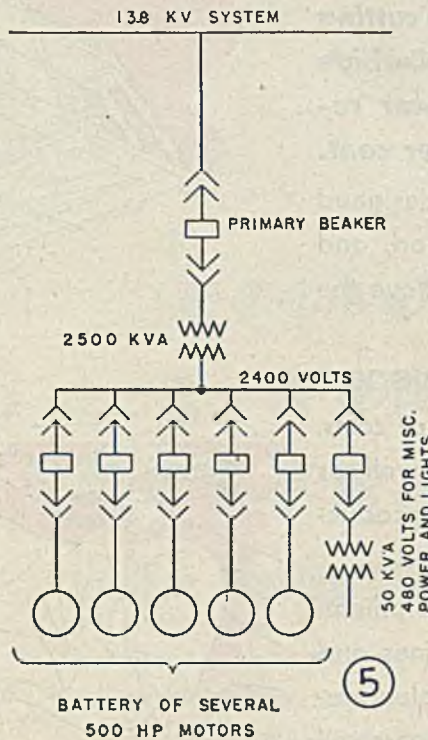 13.8 KV SYSTEM
PRIMARY BEAKER
2500 KVA
2400 VOLTS
50 KVA
480 VOLTS FOR MISC.
POWER AND LIGHTS
BATTERY OF SEVERAL
500 HP MOTORS
5